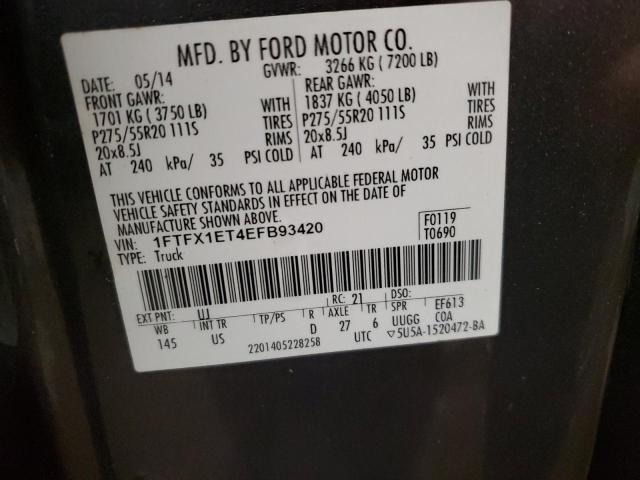 MFD. BY FORD MOTOR CO.
DATE: 05/14 GVWR: 3266 KG ( 7200 LB)
FRONT GAWR: REAR GAWR:
1701 KG ( 3750 LB) WITH 1837 KG ( 4050 LB) WITH
P275/55R20 111S TIRES P275/55R20 111S TIRES
20x8.5J RIMS 20x8.5J RIMS
AT 240 kPa/ 35 PSI COLD AT 240 kPa/ 35 PSI COLD
THIS VEHICLE CONFORMS TO ALL APPLICABLE FEDERAL MOTOR
VEHICLE SAFETY STANDARDS IN EFFECT ON THE DATE OF
MANUFACTURE SHOWN ABOVE.
VIN: 1FTFX1ET4EFB93420 F0119
TYPE: Truck T0690
EXT PNT: UJ RC: 21 DSO:
WB INT TR TP/PS R AXLE TR SPR EF613
145 US D 27 6 UUGG COA
2201405228258 UTC ▽5U5A-1520472-BA